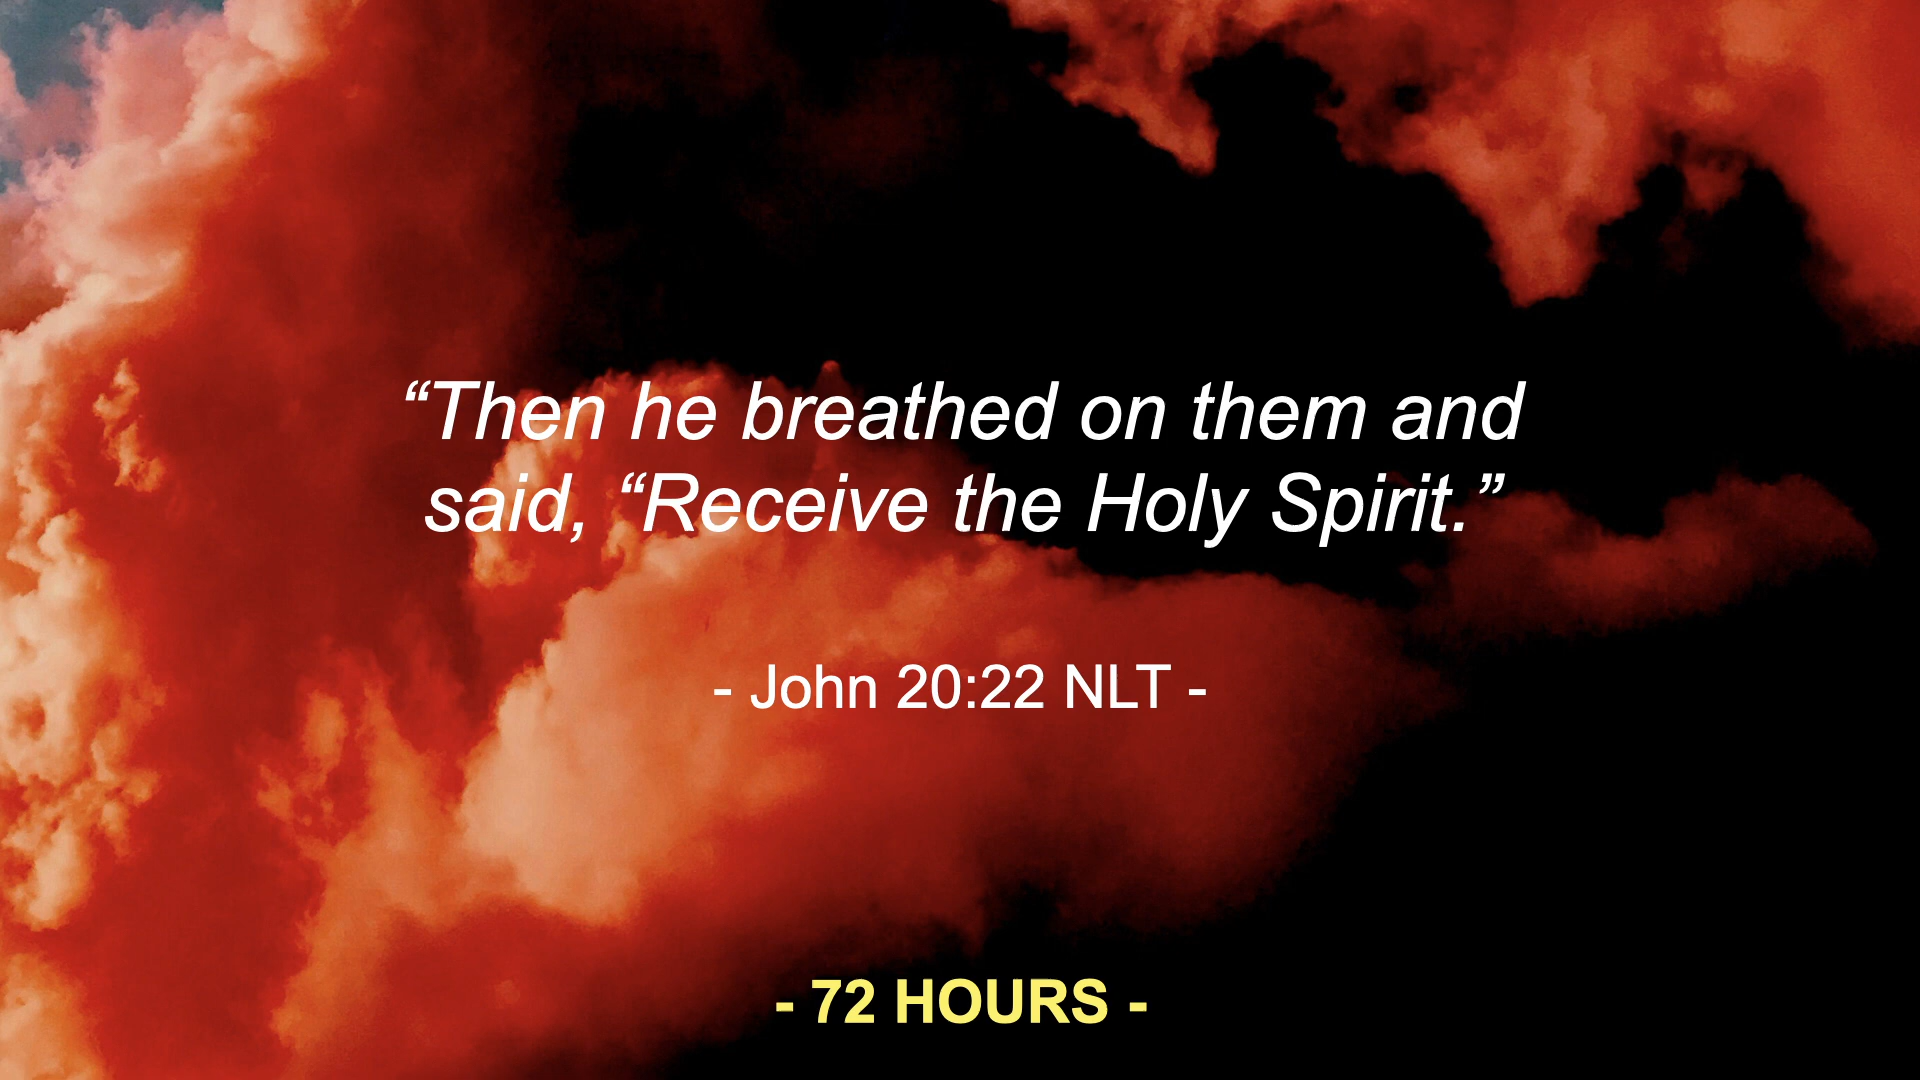 “Then he breathed on them and
said, “Receive the Holy Spirit.”
- John 20:22 NLT -
- 72 HOURS -